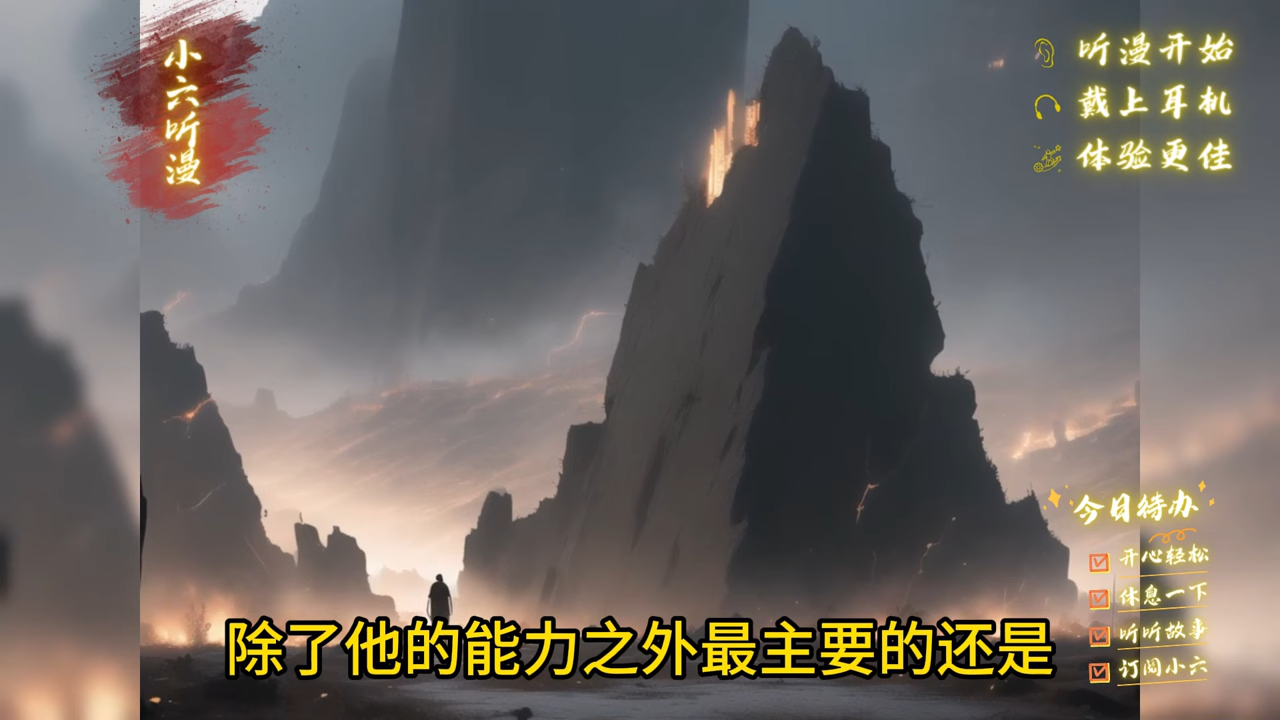 小六听漫
听漫开始
戴上耳机
体验更佳
今日待办
开心轻松
休息一下
听听故事
订阅小六
除了他的能力之外最主要的还是